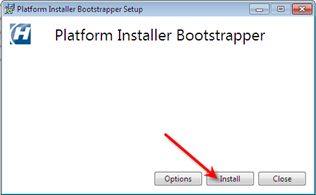 Platform Installer Bootstrapper Setup
Platform Installer Bootstrapper
Options
Install
Close